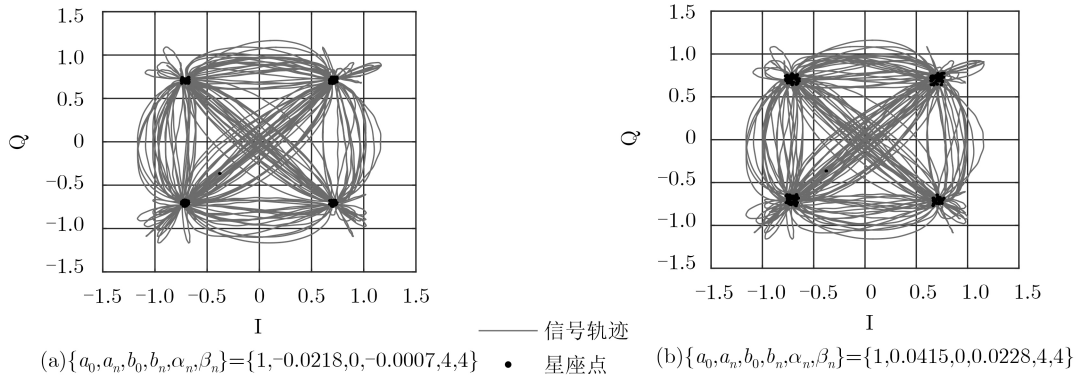 1.5
1.0
0.5
0
−0.5
−1.0
−1.5
Q
−1.5 −1.0 −0.5 0 0.5 1.0 1.5
I
(a){a₀,aₙ,b₀,bₙ,αₙ,βₙ}={1,−0.0218,0,−0.0007,4,4}
1.5
1.0
0.5
0
−0.5
−1.0
−1.5
Q
−1.5 −1.0 −0.5 0 0.5 1.0 1.5
I
(b){a₀,aₙ,b₀,bₙ,αₙ,βₙ}={1,0.0415,0,0.0228,4,4}
信号轨迹
星座点